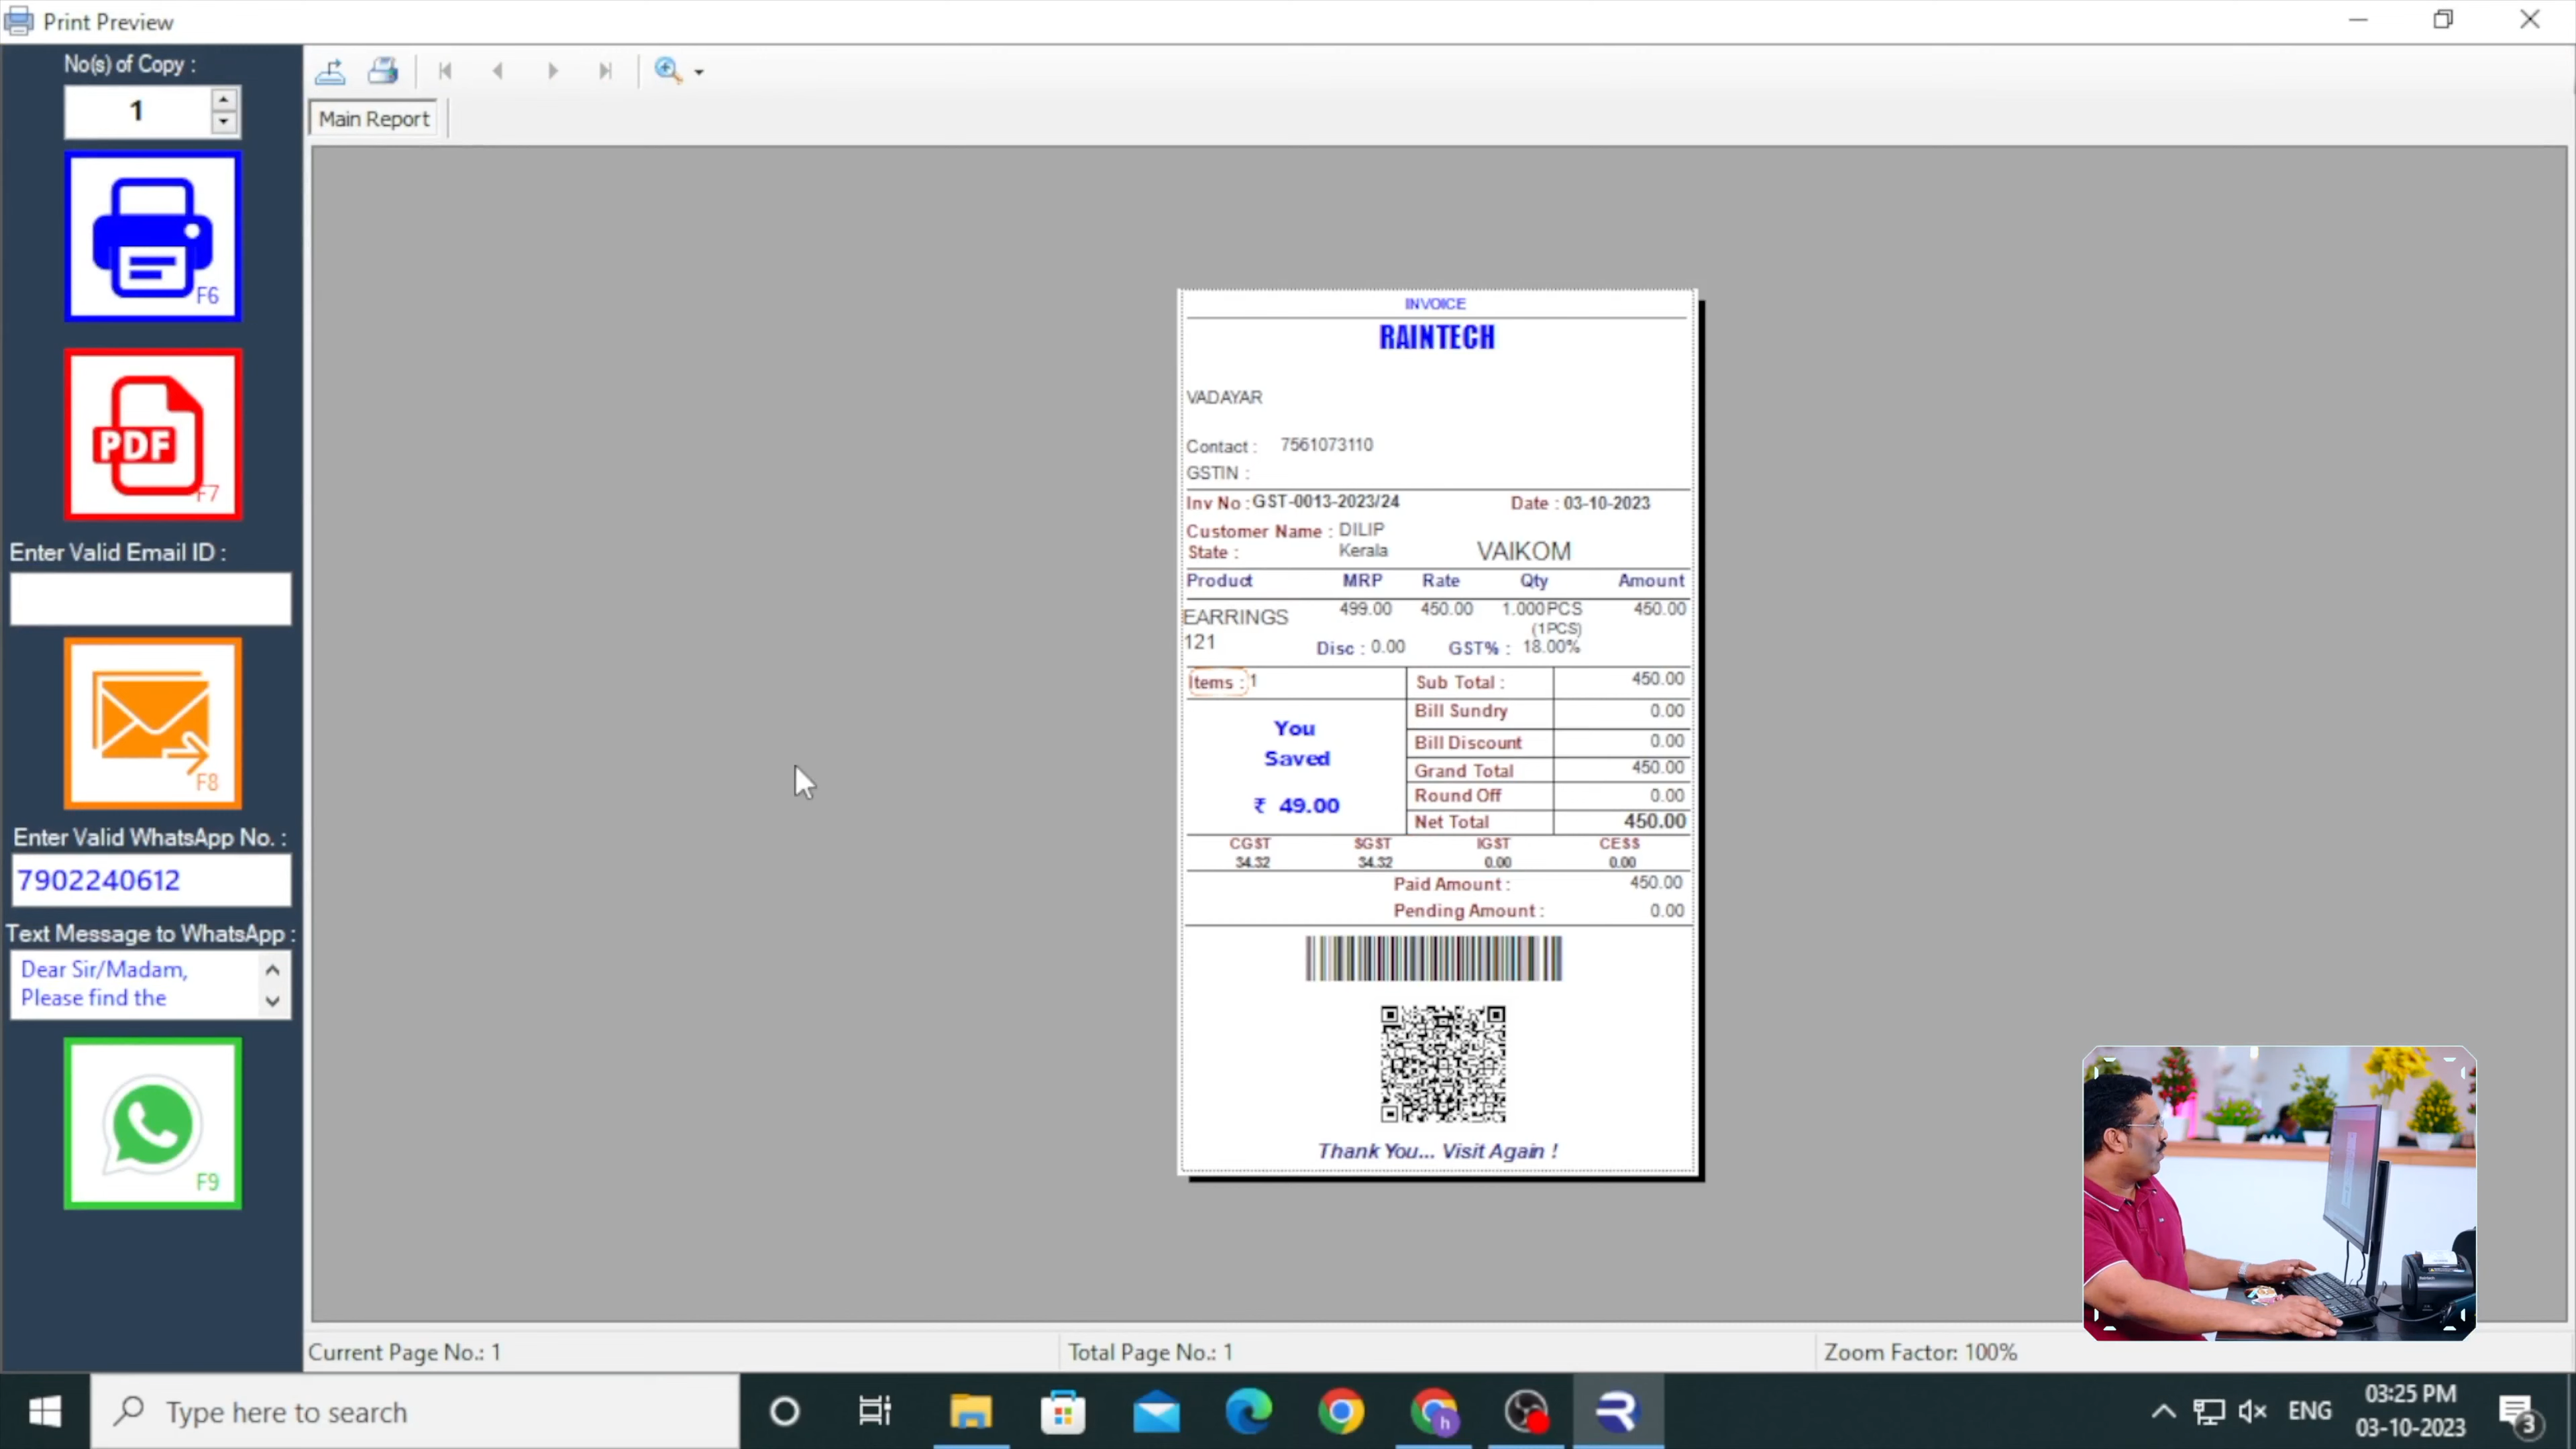 Print Preview
No(s) of Copy :
1
F6
PDF
F7
Enter Valid Email ID :
F8
Enter Valid WhatsApp No. :
7902240612
Text Message to WhatsApp :
Dear Sir/Madam,
Please find the
F9
Main Report
INVOICE
RAINTECH
VADAYAR
Contact : 7561073110
GSTIN :
Inv No : GST-0013-2023/24 Date : 03-10-2023
Customer Name : DILIP
State : Kerala VAIKOM
Product MRP Rate Qty Amount
EARRINGS 499.00 450.00 1.000 PCS 450.00
(1PCS)
121 Disc : 0.00 GST% : 18.00%
Items : 1 Sub Total : 450.00
Bill Sundry 0.00
You Saved
₹ 49.00
Bill Discount 0.00
Grand Total 450.00
Round Off 0.00
Net Total 450.00
CGST SGST IGST CESS
34.32 34.32 0.00 0.00
Paid Amount : 450.00
Pending Amount : 0.00
Thank You... Visit Again !
Current Page No.: 1 Total Page No.: 1 Zoom Factor: 100%
Type here to search
h
ENG
03:25 PM
03-10-2023
3